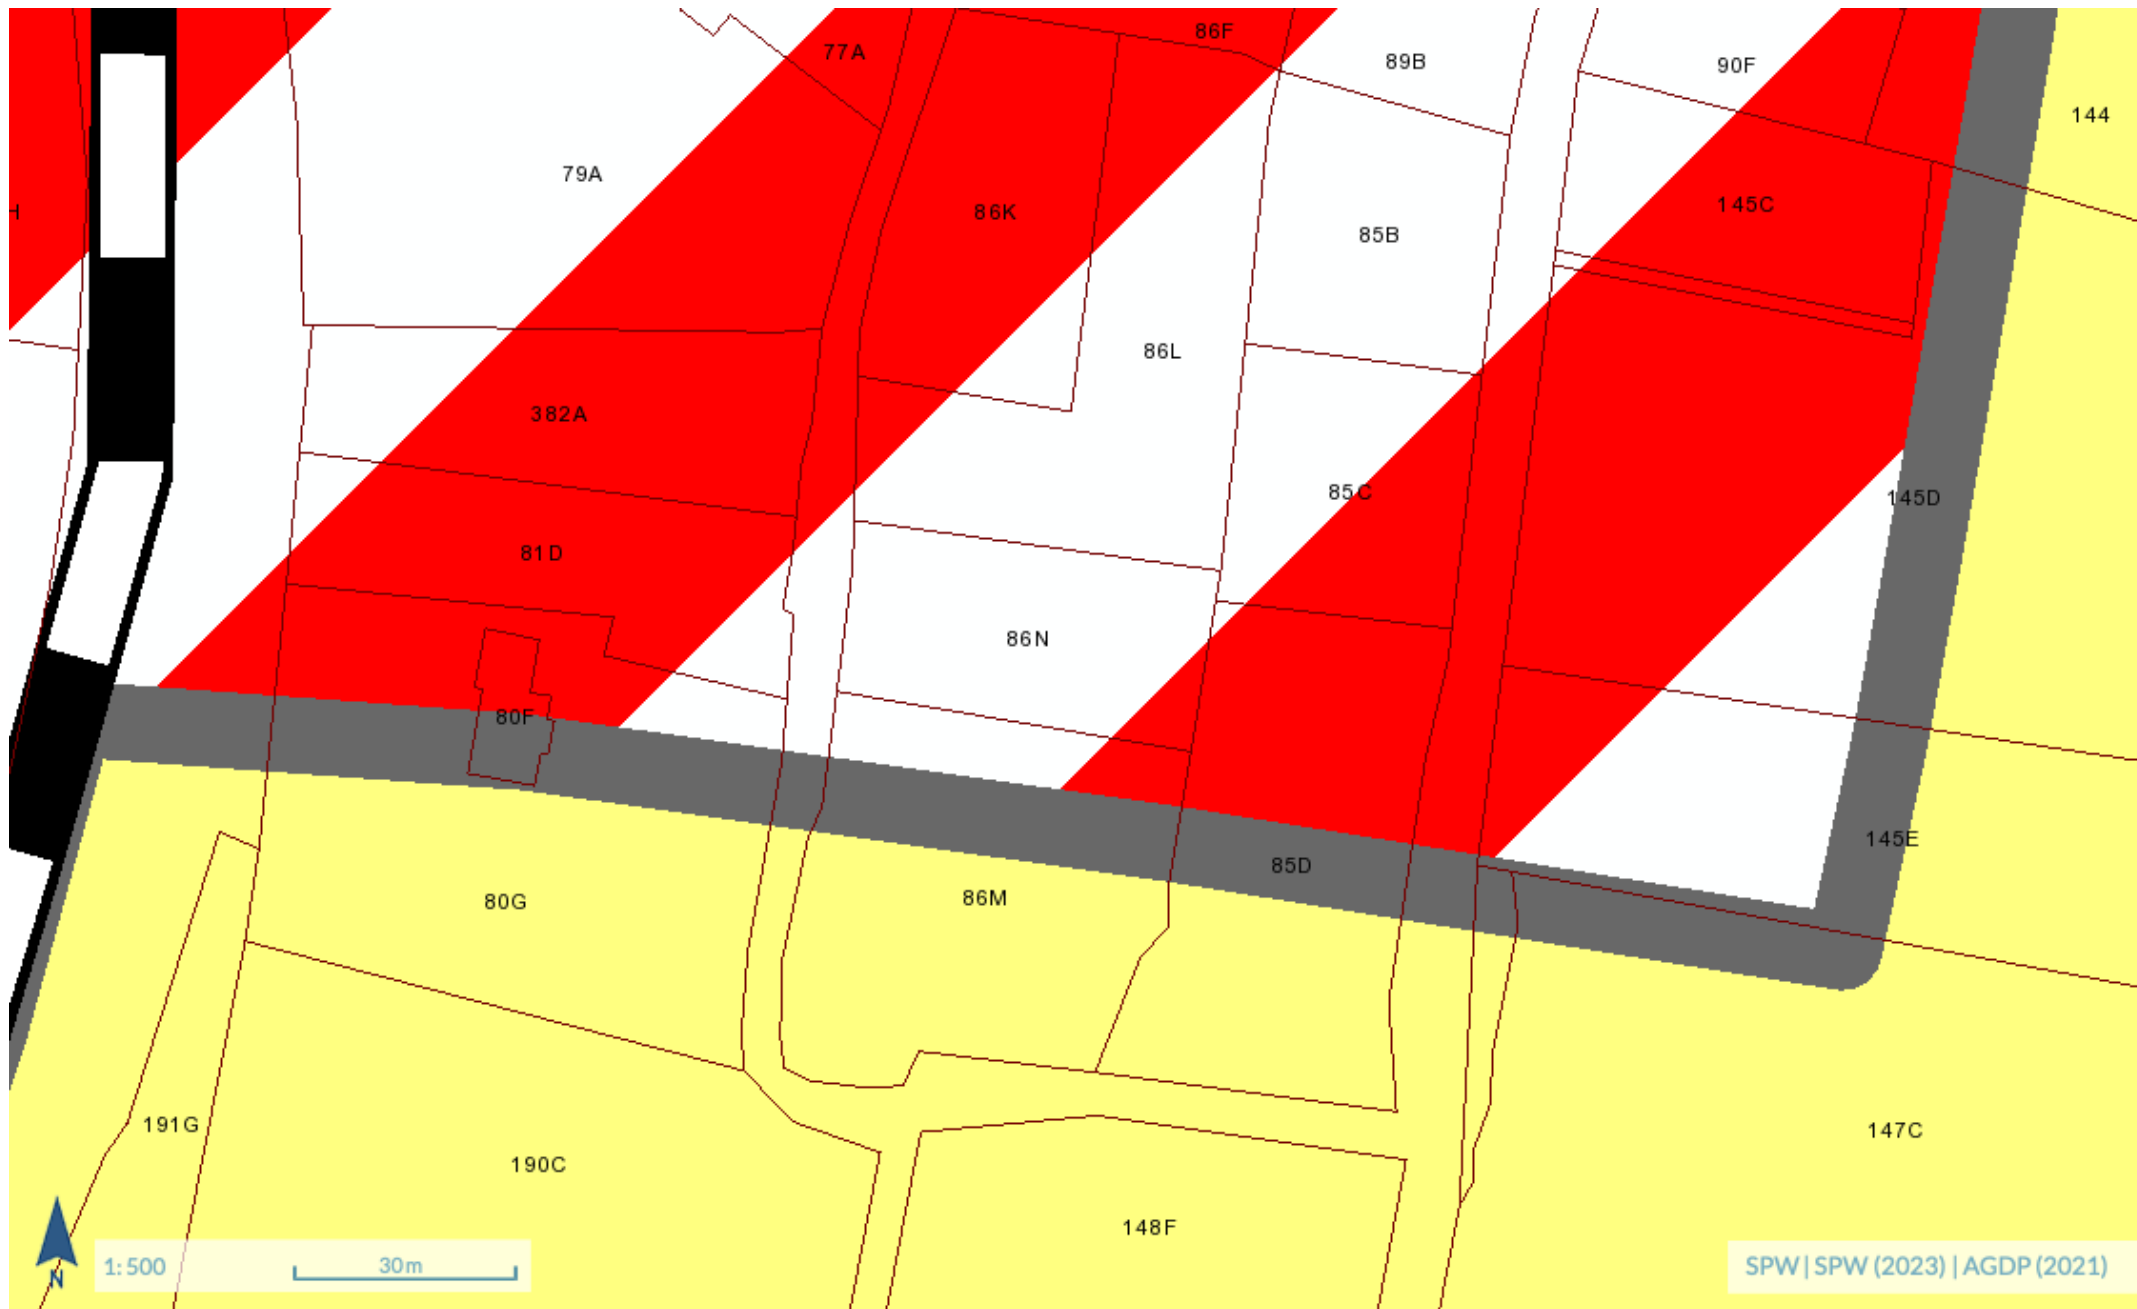 86F
77A
89B
90F
144
79A
H
86K
145C
85B
86L
382A
85C
145D
81D
86N
80F
145E
85D
80G
86M
191G
147C
190C
148F
1:500
30m
N
SPW | SPW (2023) | AGDP (2021)